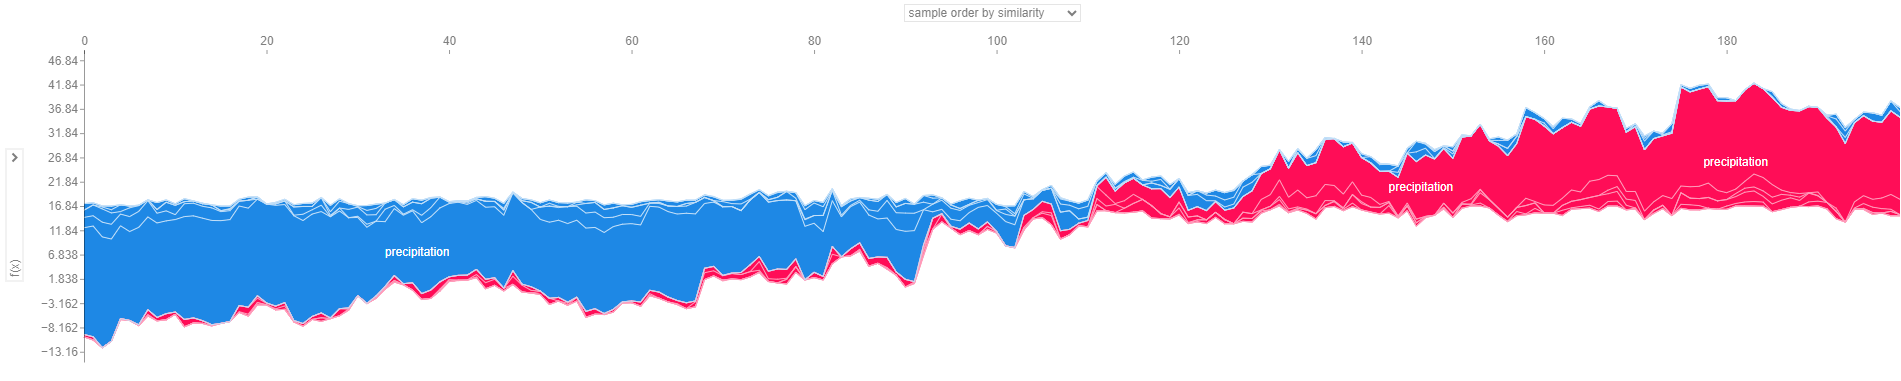 sample order by similarity
0 20 40 60 80 100 120 140 160 180
46.84
41.84
36.84
31.84
26.84
21.84
16.84
11.84
6.838
1.838
−3.162
−8.162
−13.16
f(x)
precipitation
precipitation
precipitation